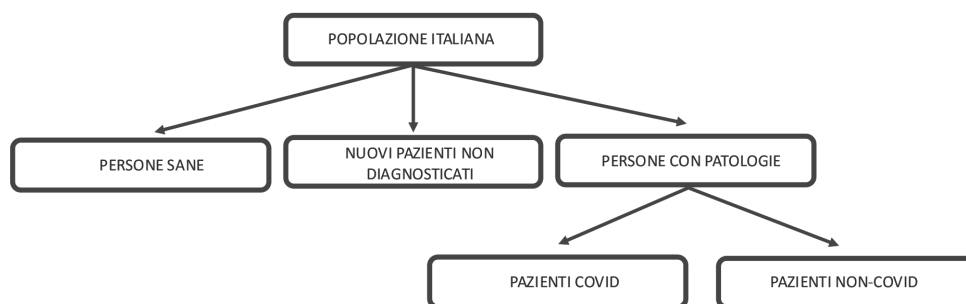 POPOLAZIONE ITALIANA
PERSONE SANE
NUOVI PAZIENTI NON
DIAGNOSTICATI
PERSONE CON PATOLOGIE
PAZIENTI COVID
PAZIENTI NON-COVID